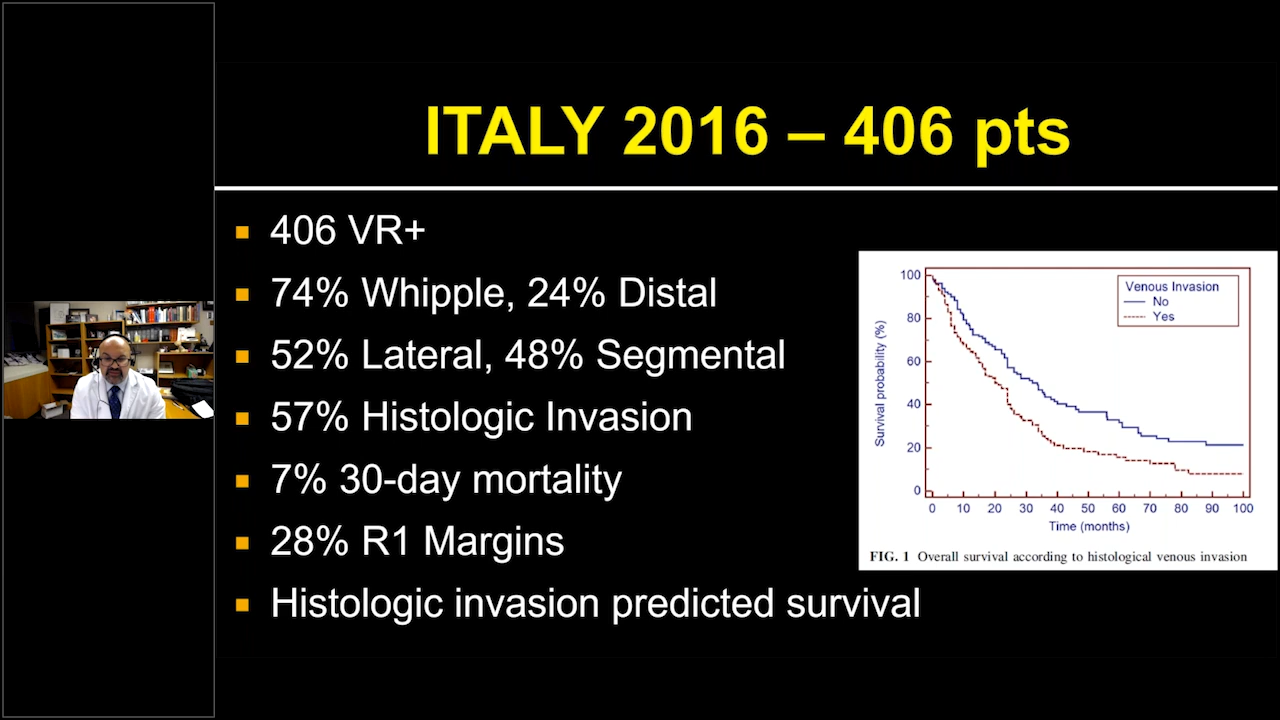 ITALY 2016 – 406 pts
406 VR+
74% Whipple, 24% Distal
52% Lateral, 48% Segmental
57% Histologic Invasion
7% 30-day mortality
28% R1 Margins
Histologic invasion predicted survival
Survival probability (%)
100
80
60
40
20
0
Venous Invasion
No
Yes
0 10 20 30 40 50 60 70 80 90 100
Time (months)
FIG. 1 Overall survival according to histological venous invasion